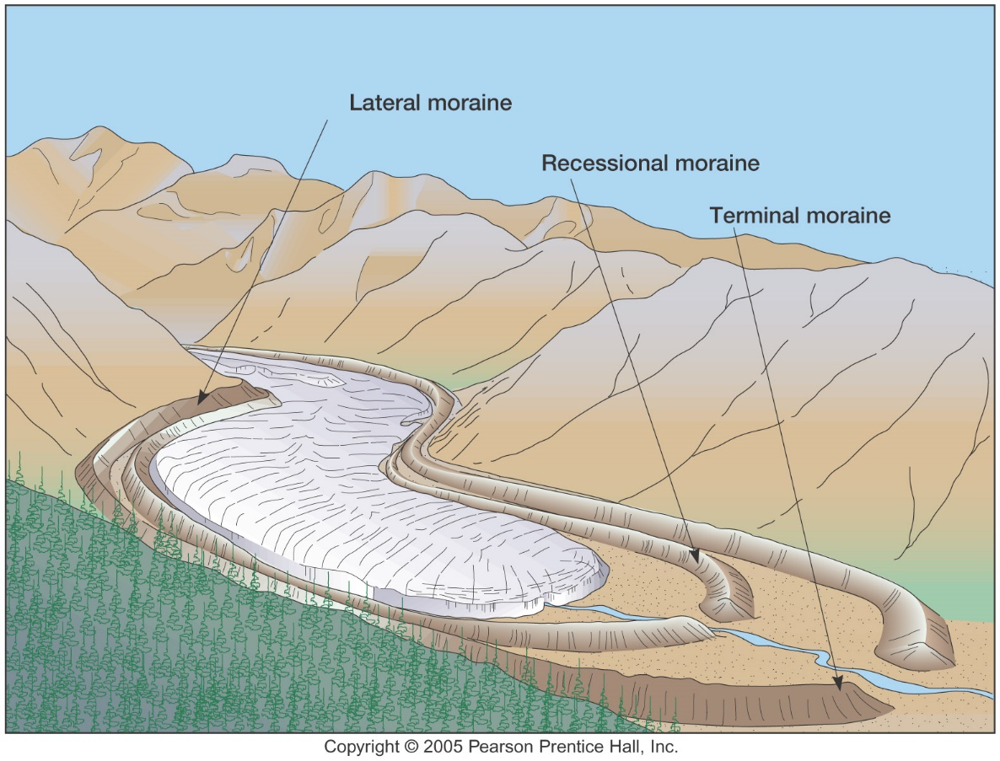 Lateral moraine
Recessional moraine
Terminal moraine
Copyright © 2005 Pearson Prentice Hall, Inc.